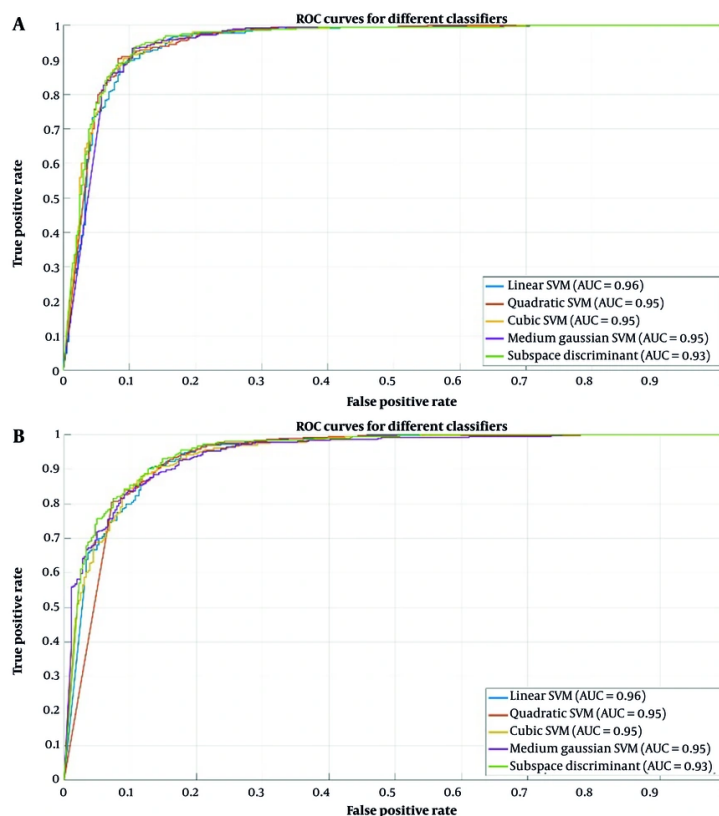 A
ROC curves for different classifiers
True positive rate
1
0.9
0.8
0.7
0.6
0.5
0.4
0.3
0.2
0.1
0
0 0.1 0.2 0.3 0.4 0.5 0.6 0.7 0.8 0.9
False positive rate
Linear SVM (AUC = 0.96)
Quadratic SVM (AUC = 0.95)
Cubic SVM (AUC = 0.95)
Medium gaussian SVM (AUC = 0.95)
Subspace discriminant (AUC = 0.93)
B
ROC curves for different classifiers
True positive rate
1
0.9
0.8
0.7
0.6
0.5
0.4
0.3
0.2
0.1
0
0 0.1 0.2 0.3 0.4 0.5 0.6 0.7 0.8 0.9
False positive rate
Linear SVM (AUC = 0.96)
Quadratic SVM (AUC = 0.95)
Cubic SVM (AUC = 0.95)
Medium gaussian SVM (AUC = 0.95)
Subspace discriminant (AUC = 0.93)